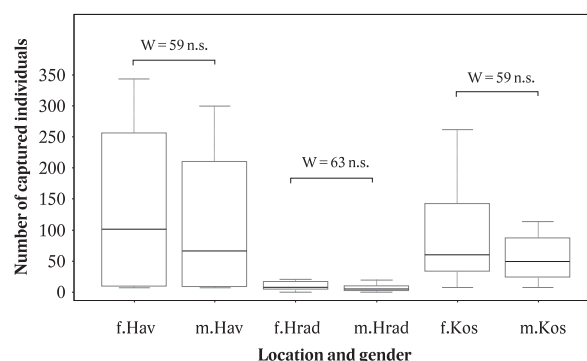 W = 59 n.s.
W = 59 n.s.
W = 63 n.s.
Number of captured individuals
350
300
250
200
150
100
50
0
f.Hav m.Hav f.Hrad m.Hrad f.Kos m.Kos
Location and gender